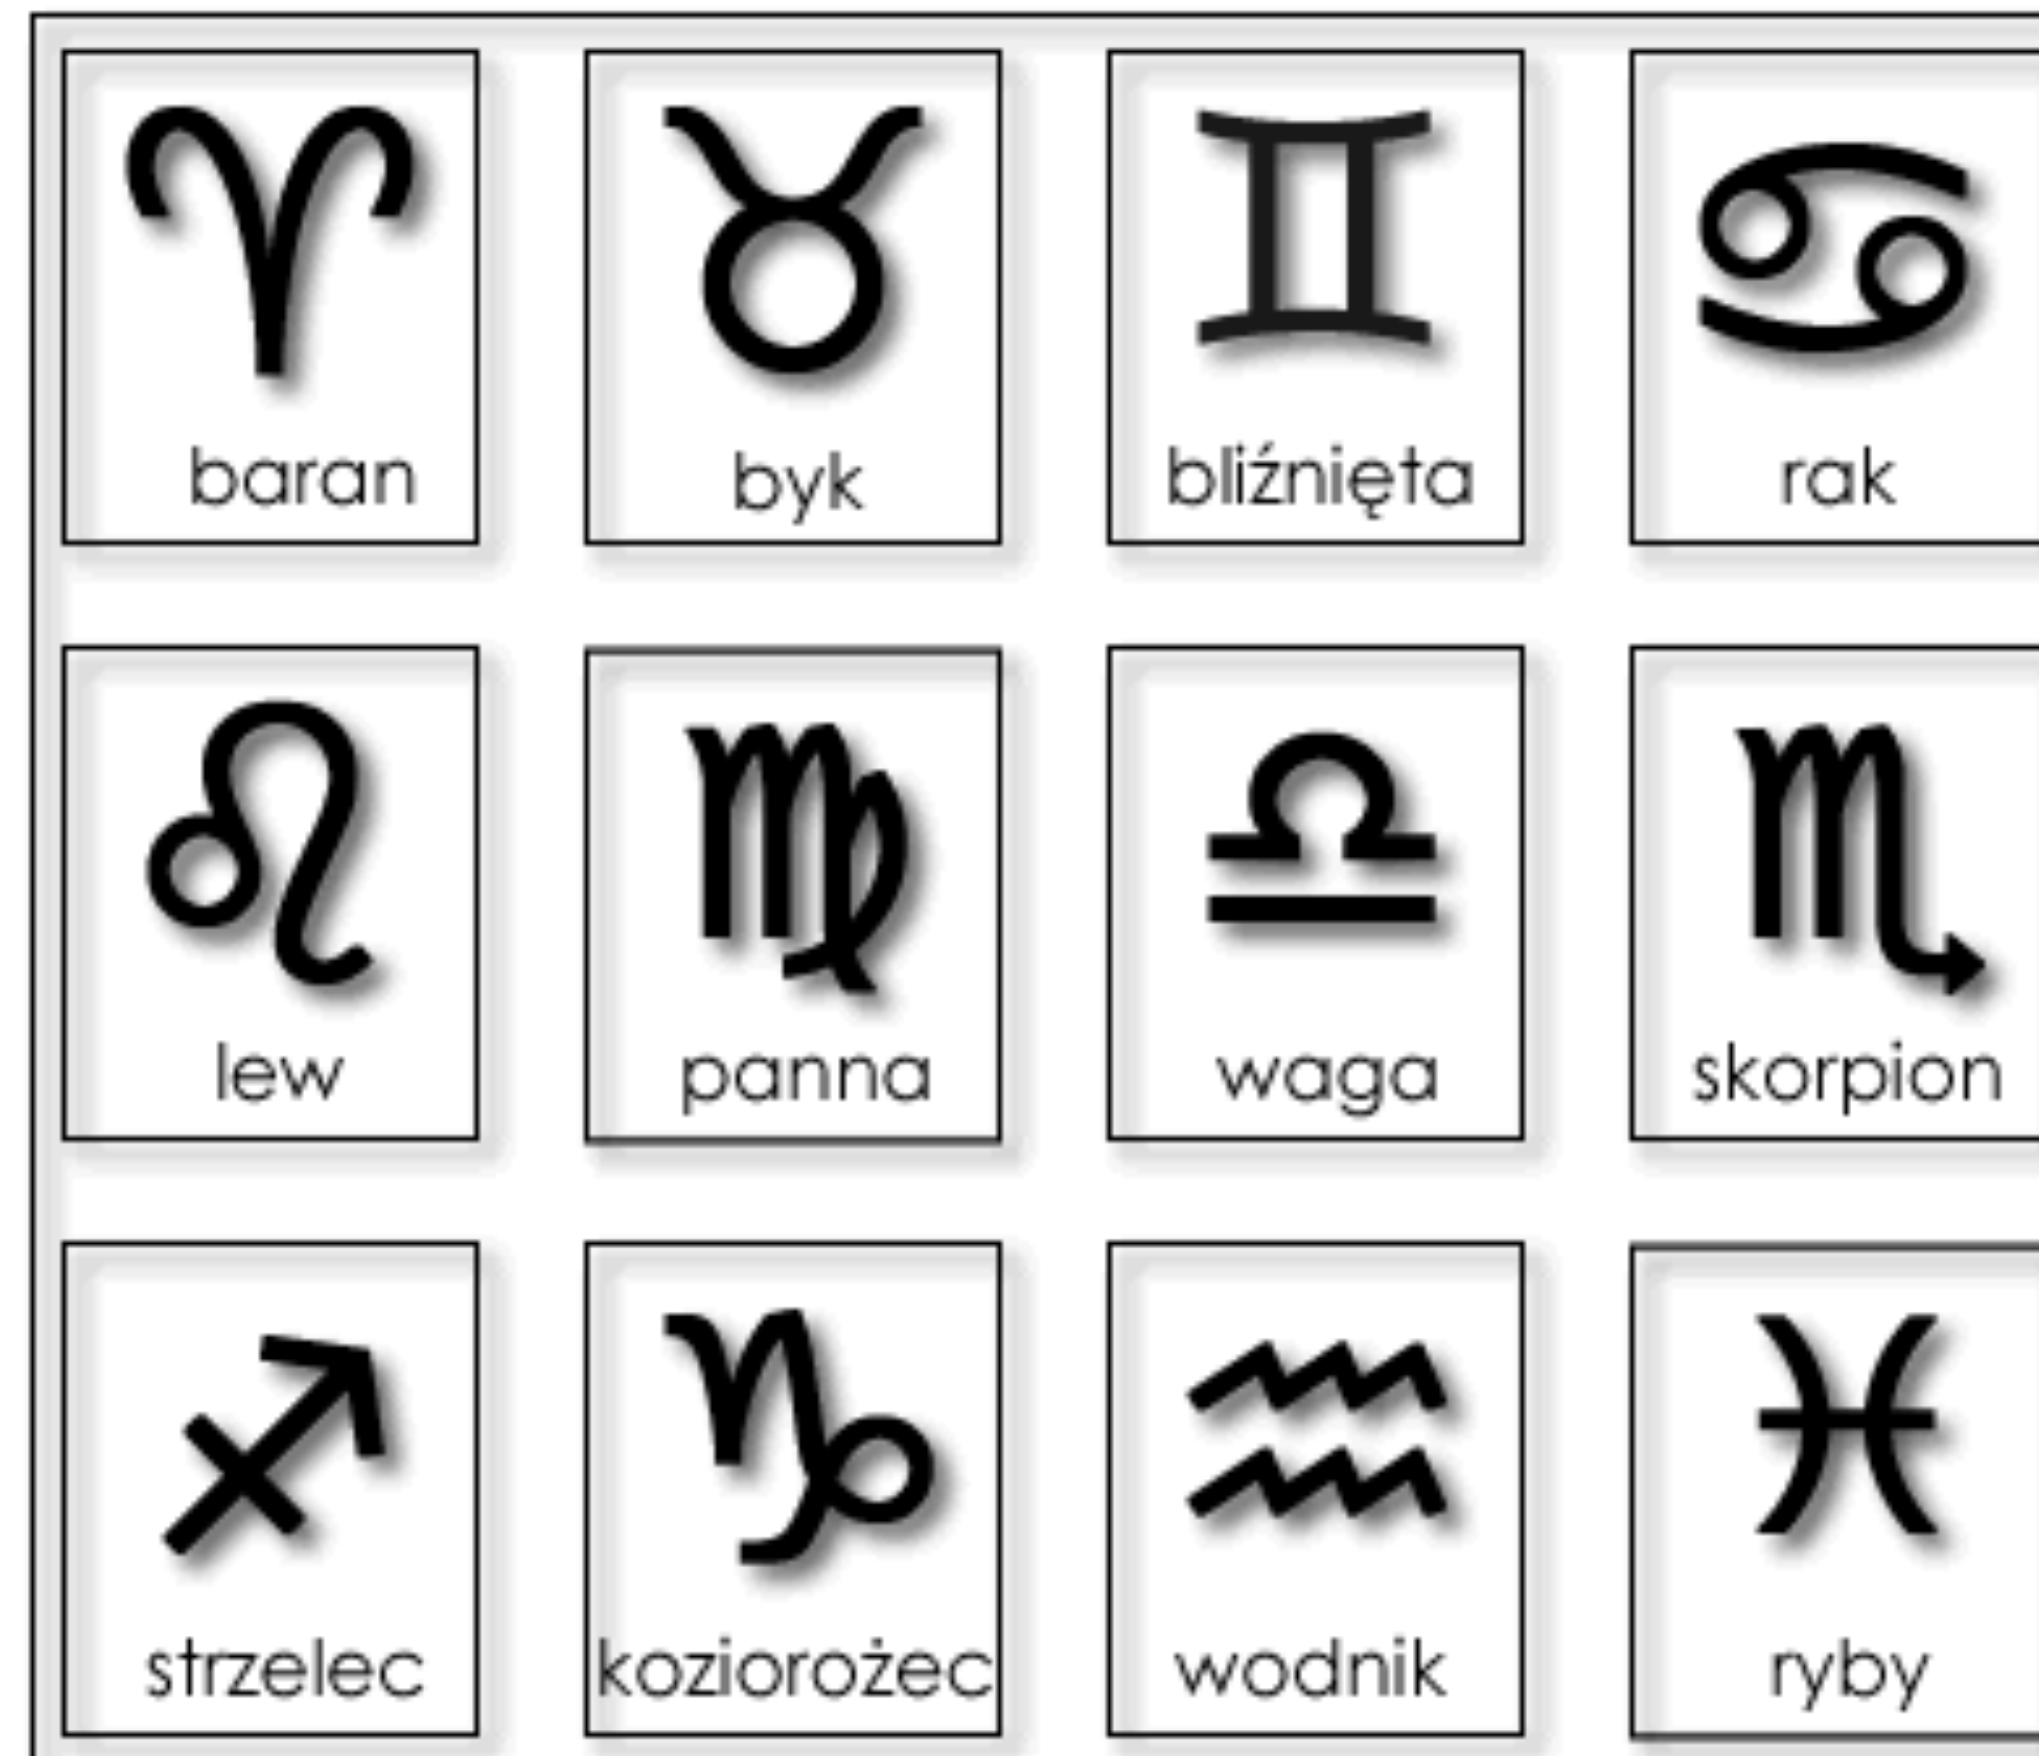 baran
byk
bliźnięta
rak
lew
panna
waga
skorpion
strzelec
koziorożec
wodnik
ryby